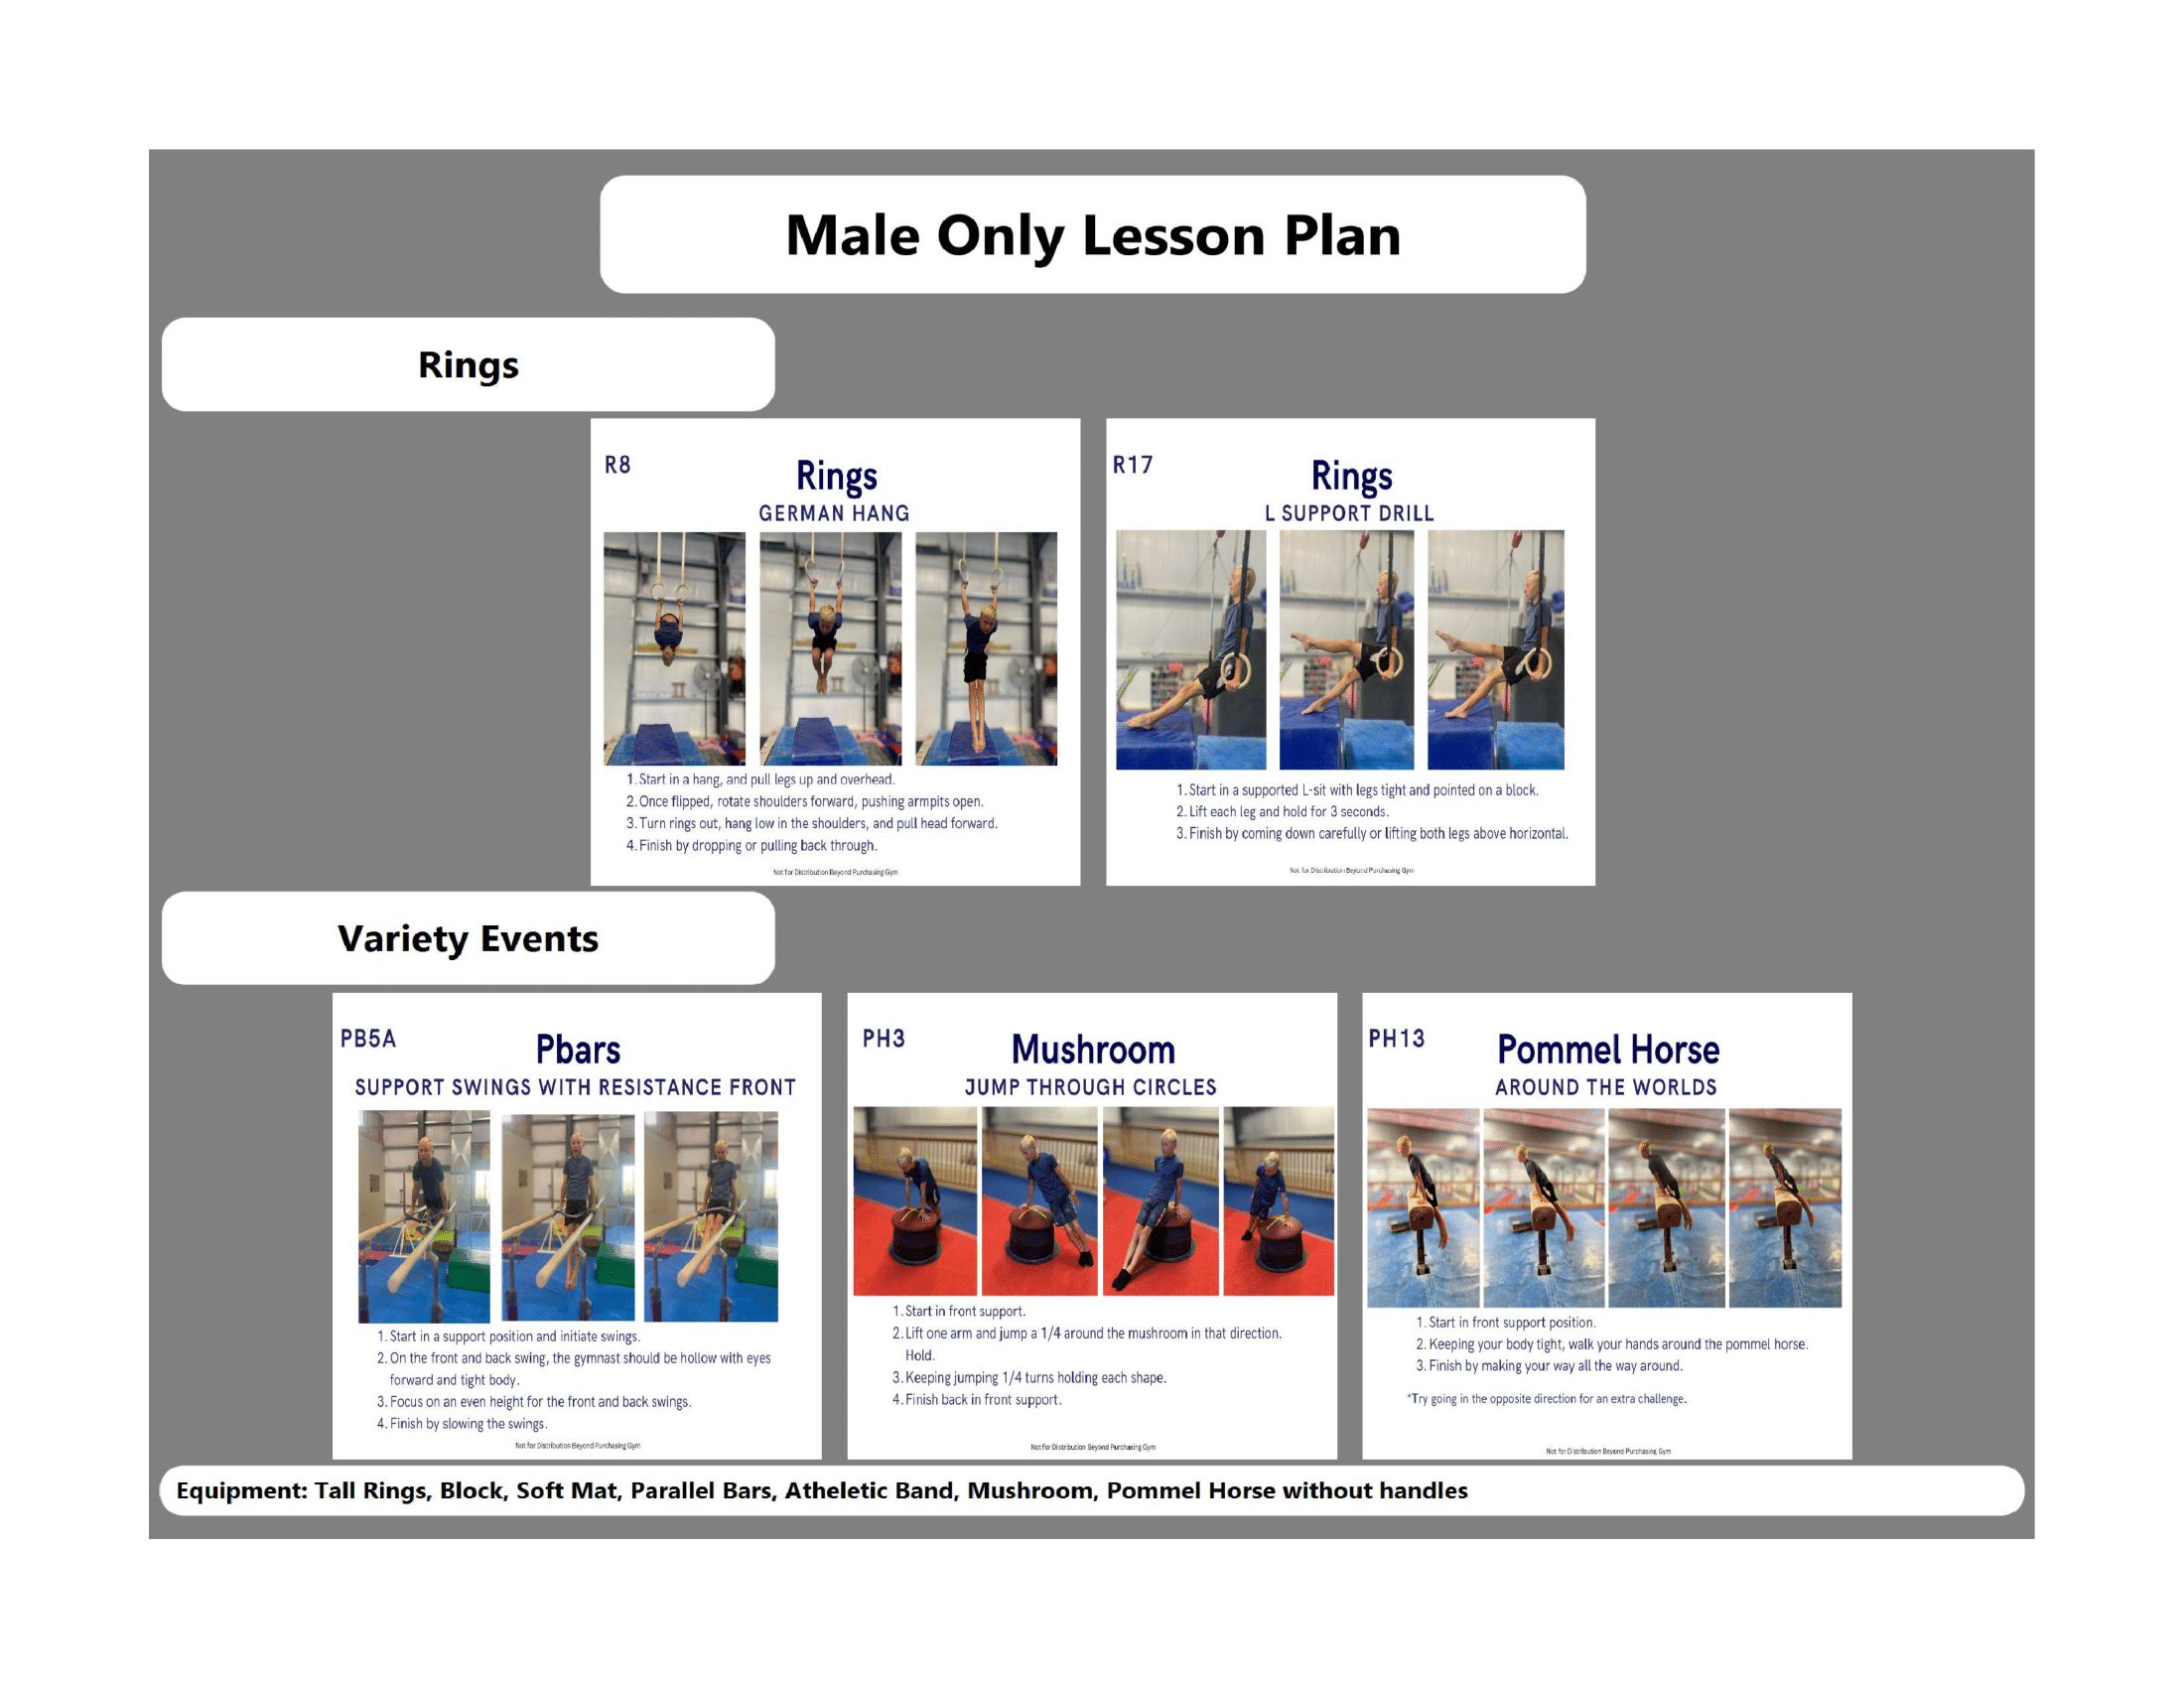 Male Only Lesson Plan
Rings
R8
Rings
GERMAN HANG
1. Start in a hang, and pull legs up and overhead.
2. Once flipped, rotate shoulders forward, pushing armpits open.
3. Turn rings out, hang low in the shoulders, and pull head forward.
4. Finish by dropping or pulling back through.
Not for Distribution Beyond Purchasing Gym
R17
Rings
L SUPPORT DRILL
1. Start in a supported L-sit with legs tight and pointed on a block.
2. Lift each leg and hold for 3 seconds.
3. Finish by coming down carefully or lifting both legs above horizontal.
Not for Distribution Beyond Purchasing Gym
Variety Events
PB5A
Pbars
SUPPORT SWINGS WITH RESISTANCE FRONT
1. Start in a support position and initiate swings.
2. On the front and back swing, the gymnast should be hollow with eyes
forward and tight body.
3. Focus on an even height for the front and back swings.
4. Finish by slowing the swings.
Not for Distribution Beyond Purchasing Gym
PH3
Mushroom
JUMP THROUGH CIRCLES
1. Start in front support.
2. Lift one arm and jump a 1/4 around the mushroom in that direction.
Hold.
3. Keeping jumping 1/4 turns holding each shape.
4. Finish back in front support.
Not for Distribution Beyond Purchasing Gym
PH13
Pommel Horse
AROUND THE WORLDS
1. Start in front support position.
2. Keeping your body tight, walk your hands around the pommel horse.
3. Finish by making your way all the way around.
*Try going in the opposite direction for an extra challenge.
Not for Distribution Beyond Purchasing Gym
Equipment: Tall Rings, Block, Soft Mat, Parallel Bars, Atheletic Band, Mushroom, Pommel Horse without handles